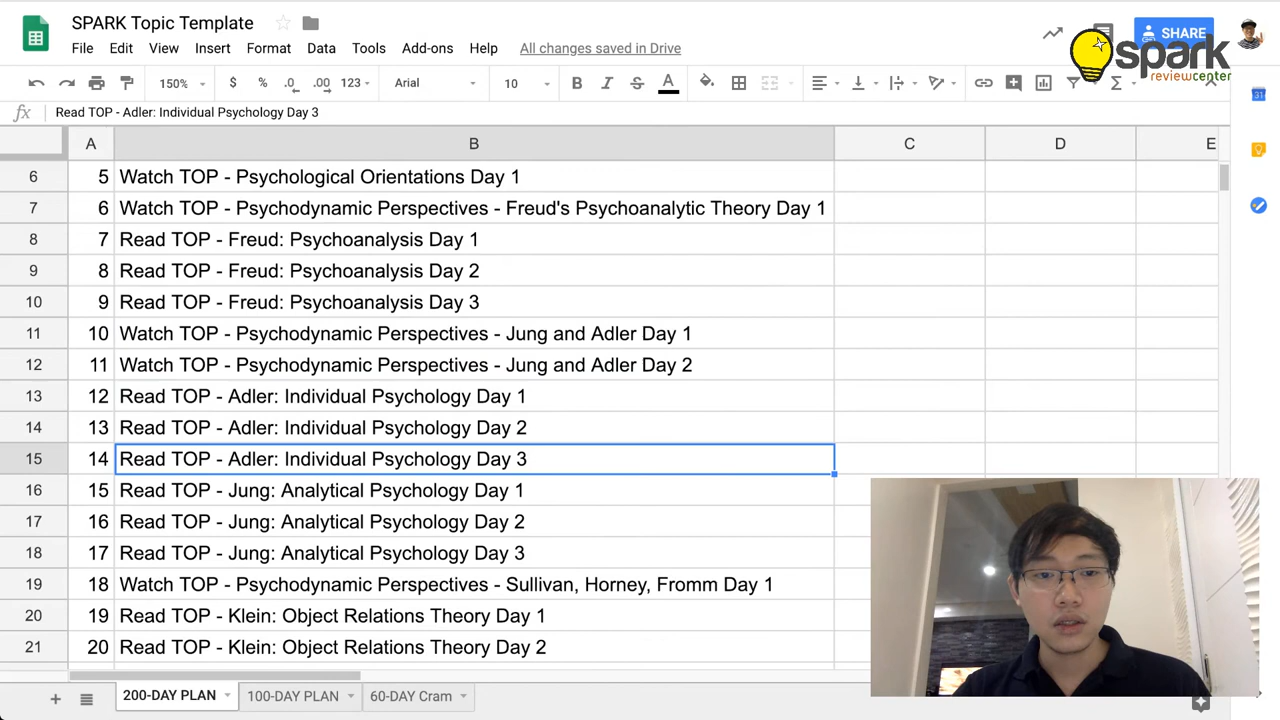 SPARK Topic Template
File Edit View Insert Format Data Tools Add-ons Help All changes saved in Drive
SHARE
spark
reviewcenter
150% $ % .0 .00 123 Arial 10 B I S A
fx Read TOP - Adler: Individual Psychology Day 3
A B C D E
6 5 Watch TOP - Psychological Orientations Day 1
7 6 Watch TOP - Psychodynamic Perspectives - Freud's Psychoanalytic Theory Day 1
8 7 Read TOP - Freud: Psychoanalysis Day 1
9 8 Read TOP - Freud: Psychoanalysis Day 2
10 9 Read TOP - Freud: Psychoanalysis Day 3
11 10 Watch TOP - Psychodynamic Perspectives - Jung and Adler Day 1
12 11 Watch TOP - Psychodynamic Perspectives - Jung and Adler Day 2
13 12 Read TOP - Adler: Individual Psychology Day 1
14 13 Read TOP - Adler: Individual Psychology Day 2
15 14 Read TOP - Adler: Individual Psychology Day 3
16 15 Read TOP - Jung: Analytical Psychology Day 1
17 16 Read TOP - Jung: Analytical Psychology Day 2
18 17 Read TOP - Jung: Analytical Psychology Day 3
19 18 Watch TOP - Psychodynamic Perspectives - Sullivan, Horney, Fromm Day 1
20 19 Read TOP - Klein: Object Relations Theory Day 1
21 20 Read TOP - Klein: Object Relations Theory Day 2
200-DAY PLAN 100-DAY PLAN 60-DAY Cram